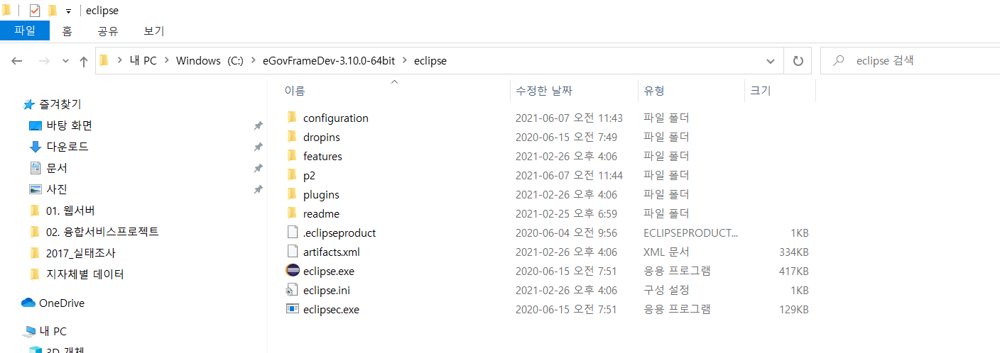 eclipse
파일 홈 공유 보기
내 PC > Windows (C:) > eGovFrameDev-3.10.0-64bit > eclipse
eclipse 검색
즐겨찾기
바탕 화면
다운로드
문서
사진
01. 웹서버
02. 융합서비스프로젝트
2017_실태조사
지자체별 데이터
OneDrive
내 PC
3D 개체
이름 수정한 날짜 유형 크기
configuration 2021-06-07 오전 11:43 파일 폴더
dropins 2020-06-15 오전 7:49 파일 폴더
features 2021-02-26 오후 4:06 파일 폴더
p2 2021-06-07 오전 11:44 파일 폴더
plugins 2021-02-26 오후 4:06 파일 폴더
readme 2021-02-25 오후 6:59 파일 폴더
.eclipseproduct 2020-06-04 오전 9:56 ECLIPSEPRODUCT... 1KB
artifacts.xml 2021-02-26 오후 4:06 XML 문서 334KB
eclipse.exe 2020-06-15 오전 7:51 응용 프로그램 417KB
eclipse.ini 2021-02-26 오후 4:06 구성 설정 1KB
eclipsec.exe 2020-06-15 오전 7:51 응용 프로그램 129KB